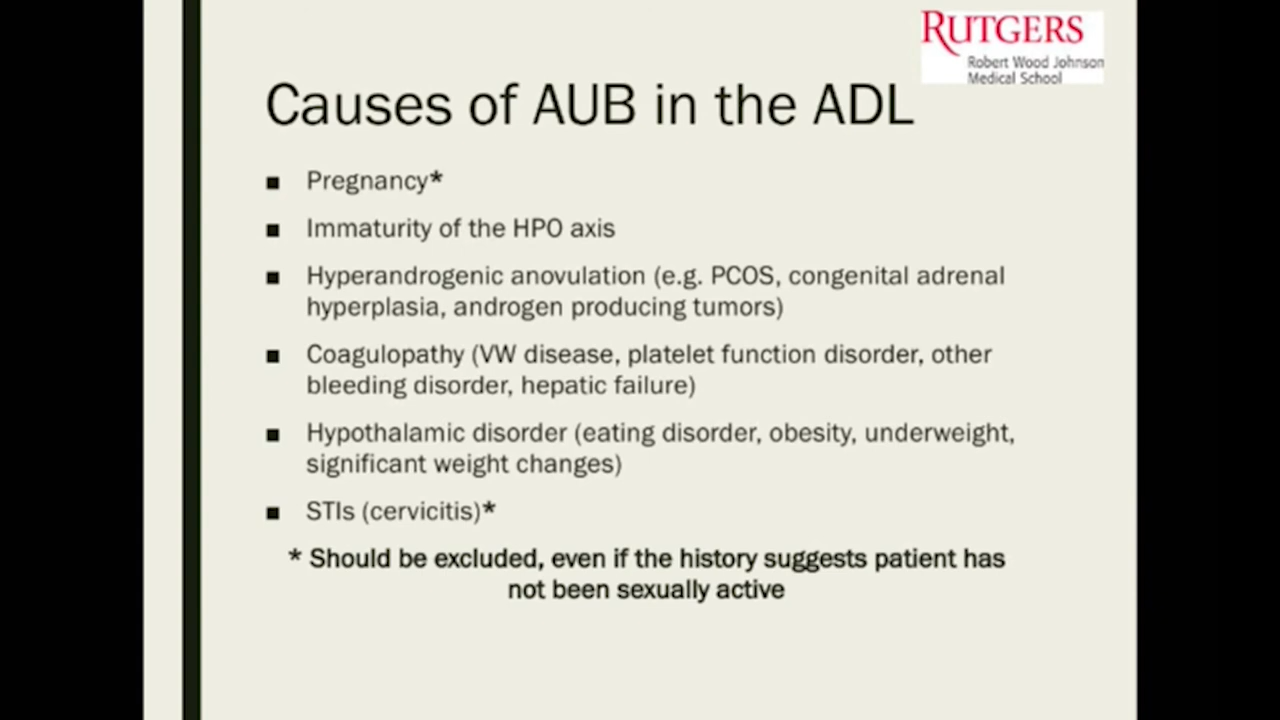 RUTGERS
Robert Wood Johnson
Medical School
Causes of AUB in the ADL
■ Pregnancy*
■ Immaturity of the HPO axis
■ Hyperandrogenic anovulation (e.g. PCOS, congenital adrenal
hyperplasia, androgen producing tumors)
■ Coagulopathy (VW disease, platelet function disorder, other
bleeding disorder, hepatic failure)
■ Hypothalamic disorder (eating disorder, obesity, underweight,
significant weight changes)
■ STIs (cervicitis)*
* Should be excluded, even if the history suggests patient has
not been sexually active